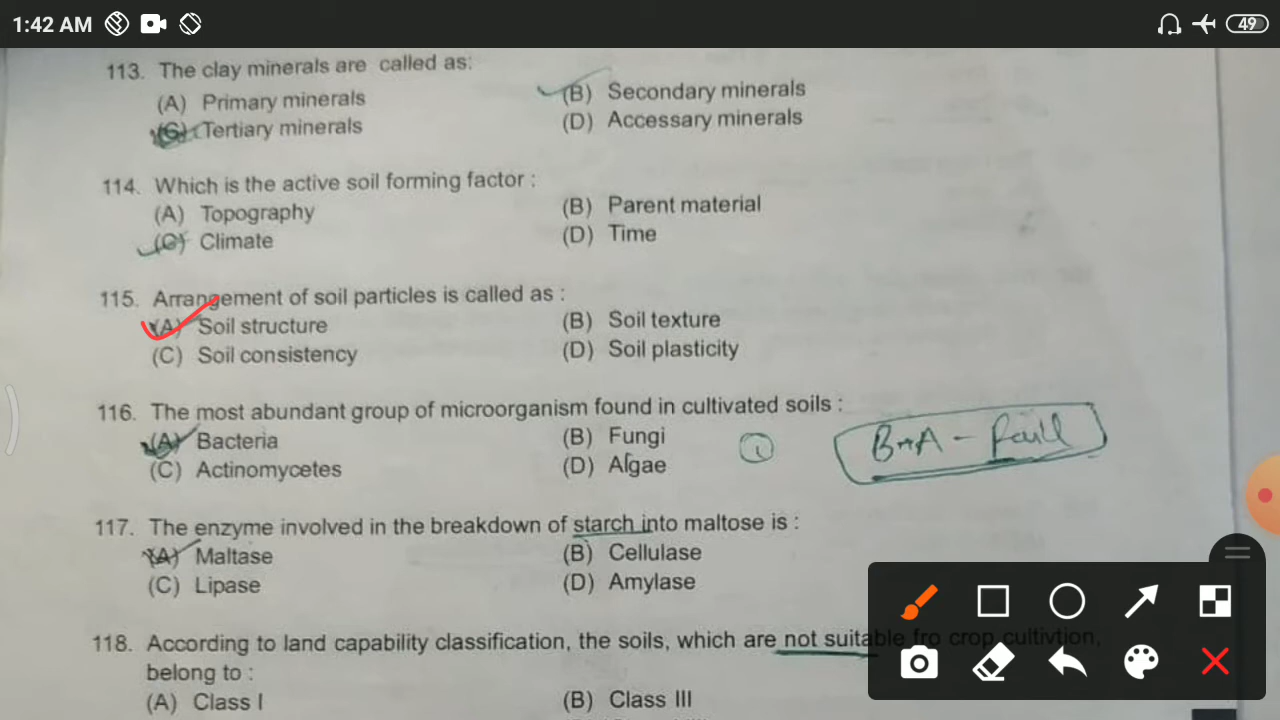 1:42 AM 49
113. The clay minerals are called as:
(A) Primary minerals (B) Secondary minerals
(C) Tertiary minerals (D) Accessary minerals
114. Which is the active soil forming factor :
(A) Topography (B) Parent material
(C) Climate (D) Time
115. Arrangement of soil particles is called as :
(A) Soil structure (B) Soil texture
(C) Soil consistency (D) Soil plasticity
116. The most abundant group of microorganism found in cultivated soils :
(A) Bacteria (B) Fungi
(C) Actinomycetes (D) Algae
117. The enzyme involved in the breakdown of starch into maltose is :
(A) Maltase (B) Cellulase
(C) Lipase (D) Amylase
118. According to land capability classification, the soils, which are not suitable fro crop cultivtion,
belong to :
(A) Class I (B) Class III